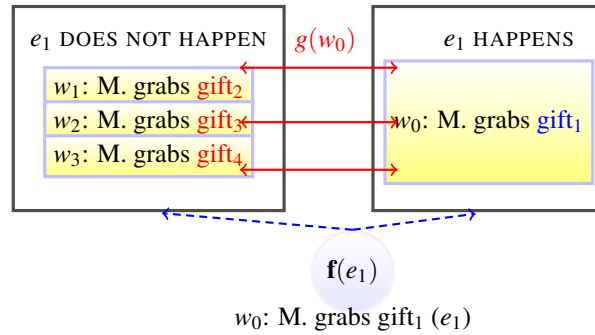 e₁ DOES NOT HAPPEN
g(w₀)
e₁ HAPPENS
w₁: M. grabs gift₂
w₂: M. grabs gift₃
w₃: M. grabs gift₄
w₀: M. grabs gift₁
f(e₁)
w₀: M. grabs gift₁ (e₁)